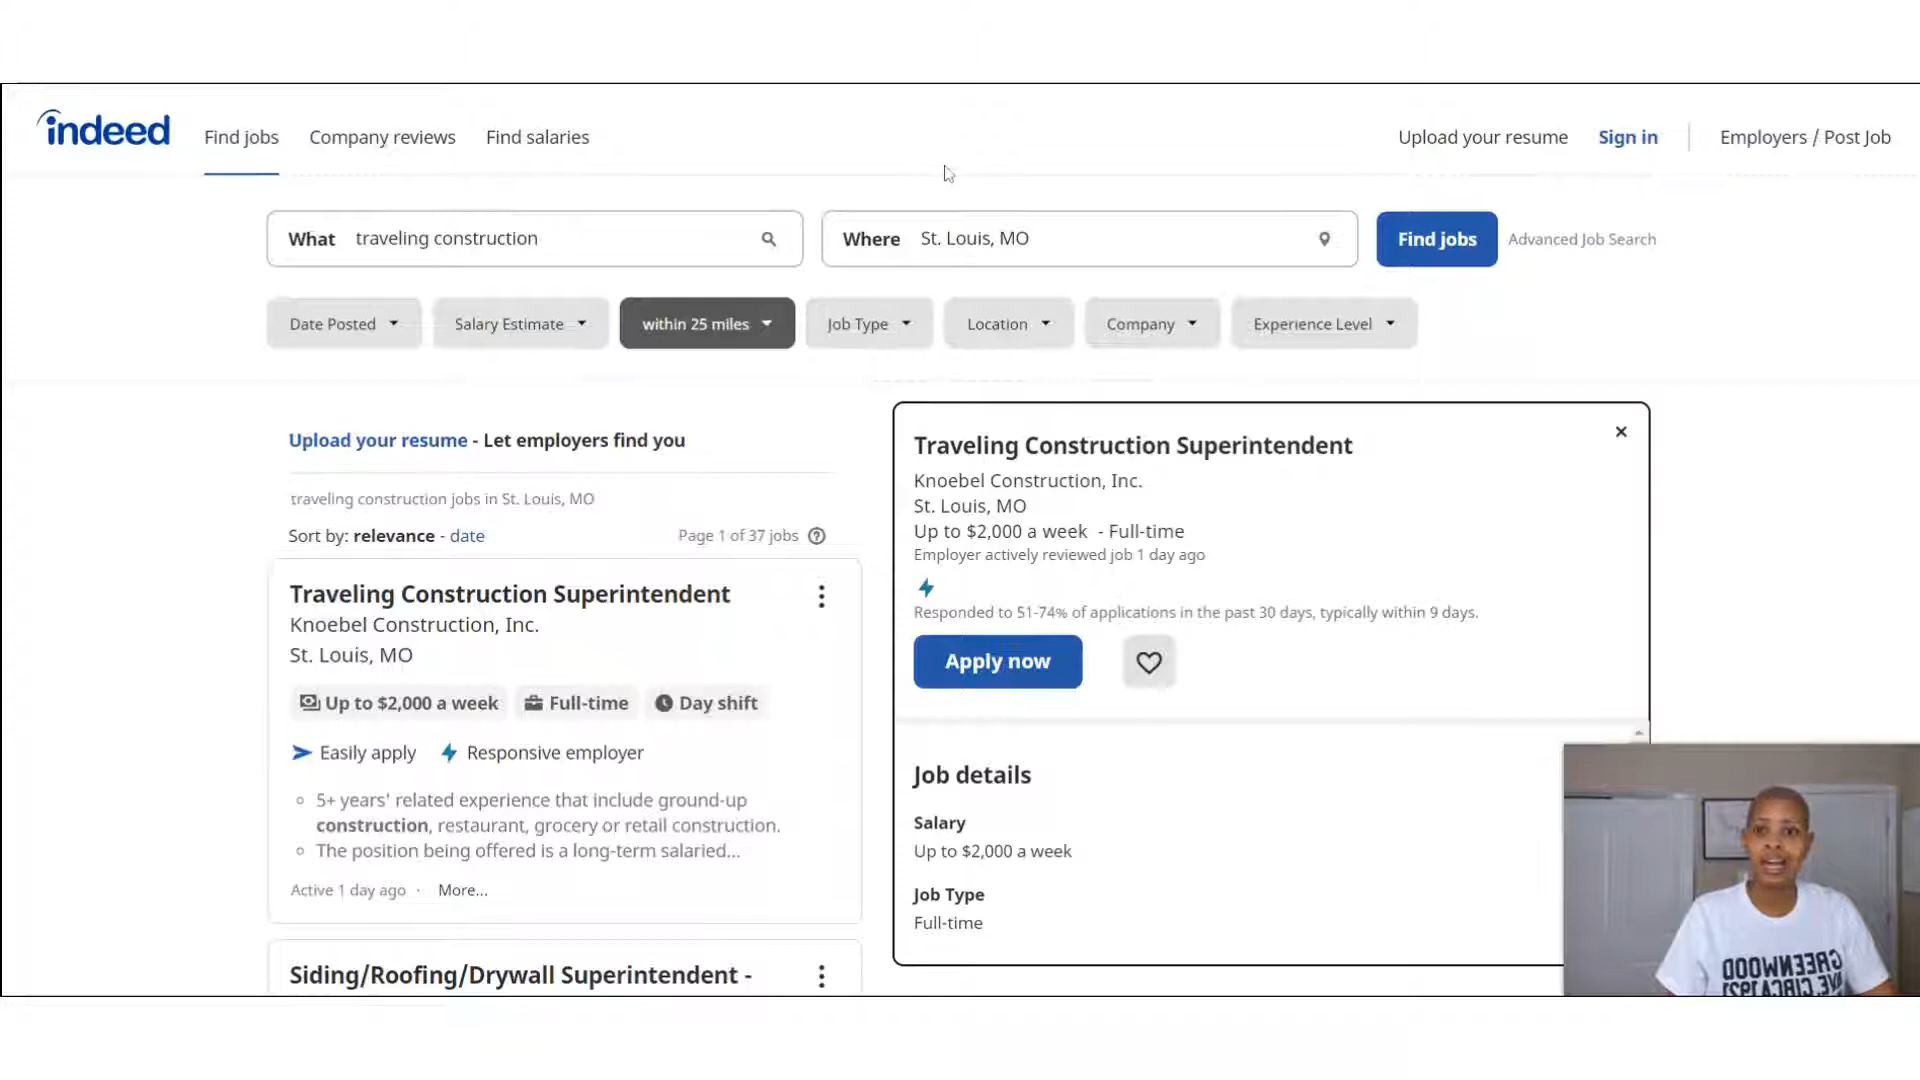 indeed
Find jobs
Company reviews
Find salaries
Upload your resume
Sign in
Employers / Post Job
What traveling construction
Where St. Louis, MO
Find jobs
Advanced Job Search
Date Posted
Salary Estimate
within 25 miles
Job Type
Location
Company
Experience Level
Upload your resume - Let employers find you
traveling construction jobs in St. Louis, MO
Sort by: relevance - date
Page 1 of 37 jobs
Traveling Construction Superintendent
Knoebel Construction, Inc.
St. Louis, MO
Up to $2,000 a week
Full-time
Day shift
Easily apply
Responsive employer
5+ years' related experience that include ground-up
construction, restaurant, grocery or retail construction.
The position being offered is a long-term salaried...
Active 1 day ago · More...
Siding/Roofing/Drywall Superintendent -
Traveling Construction Superintendent
Knoebel Construction, Inc.
St. Louis, MO
Up to $2,000 a week - Full-time
Employer actively reviewed job 1 day ago
Responded to 51-74% of applications in the past 30 days, typically within 9 days.
Apply now
Job details
Salary
Up to $2,000 a week
Job Type
Full-time
GREENWOOD
AVE. CIRCA 1921